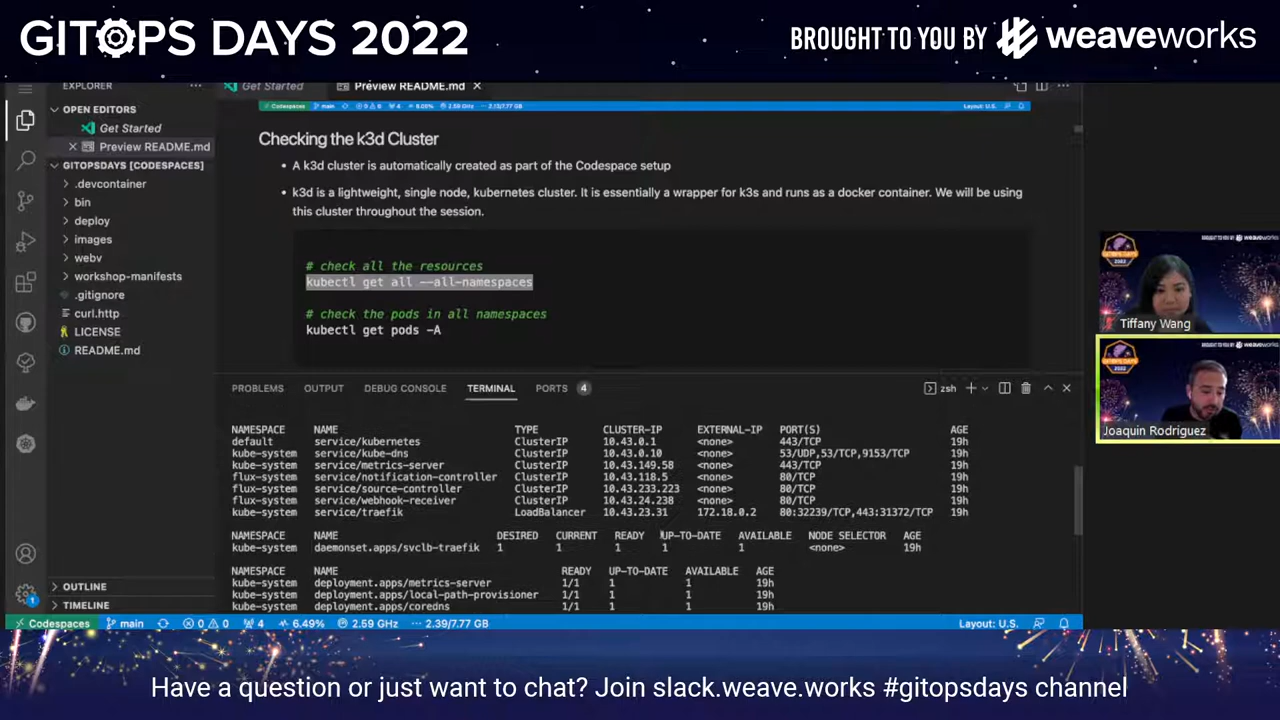 GITOPS DAYS 2022
BROUGHT TO YOU BY weaveworks
EXPLORER
Get Started
Preview README.md
OPEN EDITORS
Get Started
Preview README.md
GITOPSDAYS [CODESPACES]
.devcontainer
bin
deploy
images
webv
workshop-manifests
.gitignore
curl.http
LICENSE
README.md
OUTLINE
TIMELINE
Codespaces main 0 0 4 6.05% 2.59 GHz Layout: U.S.
Checking the k3d Cluster
• A k3d cluster is automatically created as part of the Codespace setup
• k3d is a lightweight, single node, kubernetes cluster. It is essentially a wrapper for k3s and runs as a docker container. We will be using
this cluster throughout the session.
# check all the resources
kubectl get all --all-namespaces
# check the pods in all namespaces
kubectl get pods -A
PROBLEMS OUTPUT DEBUG CONSOLE TERMINAL PORTS 4 zsh
NAMESPACE NAME TYPE CLUSTER-IP EXTERNAL-IP PORT(S) AGE
default service/kubernetes ClusterIP 10.43.0.1 <none> 443/TCP 19h
kube-system service/kube-dns ClusterIP 10.43.0.10 <none> 53/UDP,53/TCP,9153/TCP 19h
kube-system service/metrics-server ClusterIP 10.43.149.58 <none> 443/TCP 19h
flux-system service/notification-controller ClusterIP 10.43.118.5 <none> 80/TCP 19h
flux-system service/source-controller ClusterIP 10.43.233.223 <none> 80/TCP 19h
flux-system service/webhook-receiver ClusterIP 10.43.24.238 <none> 80/TCP 19h
kube-system service/traefik LoadBalancer 10.43.23.31 172.18.0.2 80:32239/TCP,443:31372/TCP 19h
NAMESPACE NAME DESIRED CURRENT READY UP-TO-DATE AVAILABLE NODE SELECTOR AGE
kube-system daemonset.apps/svclb-traefik 1 1 1 1 1 <none> 19h
NAMESPACE NAME READY UP-TO-DATE AVAILABLE AGE
kube-system deployment.apps/metrics-server 1/1 1 1 19h
kube-system deployment.apps/local-path-provisioner 1/1 1 1 19h
kube-system deployment.apps/coredns 1/1 1 1 19h
1
Codespaces main 0 0 4 6.49% 2.59 GHz 2.39/7.77 GB Layout: U.S.
Tiffany Wang
Joaquin Rodriguez
Have a question or just want to chat? Join slack.weave.works #gitopsdays channel